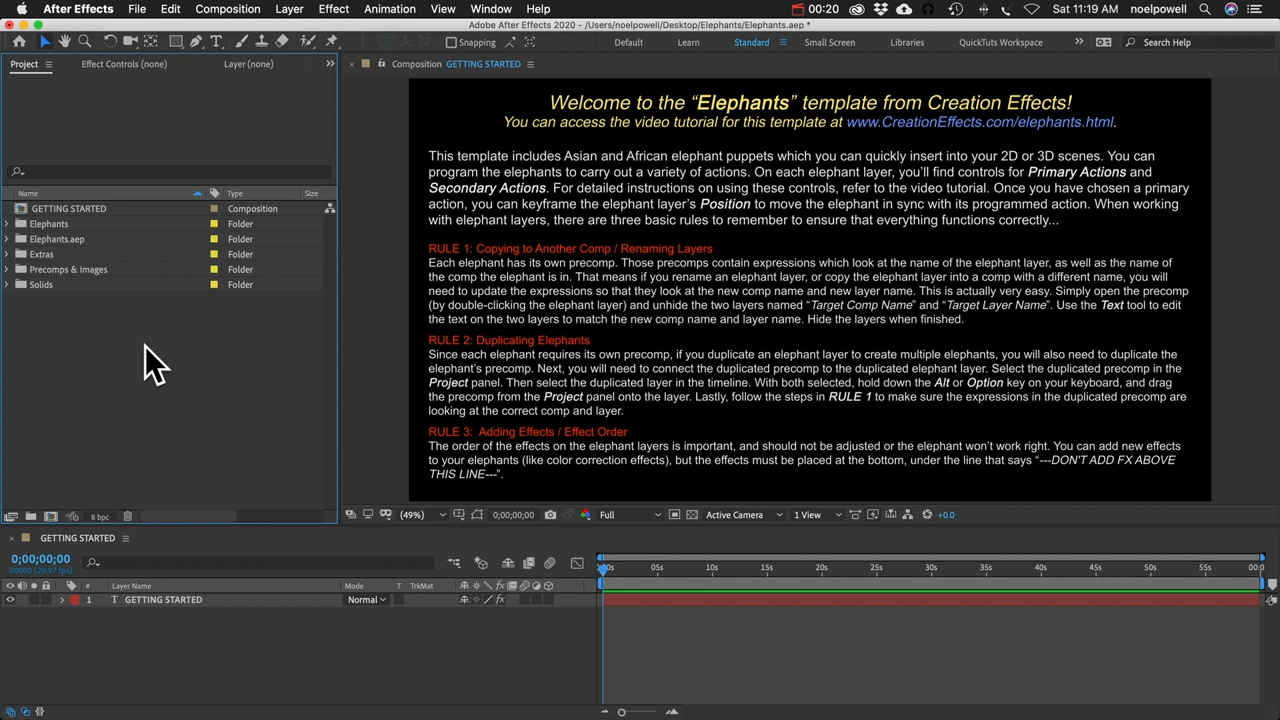 After Effects File Edit Composition Layer Effect Animation View Window Help 00:20 Sat 11:19 AM noelpowell
Adobe After Effects 2020 - /Users/noelpowell/Desktop/Elephants/Elephants.aep *
Snapping Default Learn Standard Small Screen Libraries QuickTuts Workspace Search Help
Project Effect Controls (none) Layer (none)
Composition GETTING STARTED
Name Type Size
GETTING STARTED Composition
Elephants Folder
Elephants.aep Folder
Extras Folder
Precomps & Images Folder
Solids Folder
8 bpc
Welcome to the “Elephants” template from Creation Effects!
You can access the video tutorial for this template at www.CreationEffects.com/elephants.html.
This template includes Asian and African elephant puppets which you can quickly insert into your 2D or 3D scenes. You can
program the elephants to carry out a variety of actions. On each elephant layer, you’ll find controls for Primary Actions and
Secondary Actions. For detailed instructions on using these controls, refer to the video tutorial. Once you have chosen a primary
action, you can keyframe the elephant layer’s Position to move the elephant in sync with its programmed action. When working
with elephant layers, there are three basic rules to remember to ensure that everything functions correctly...
RULE 1: Copying to Another Comp / Renaming Layers
Each elephant has its own precomp. Those precomps contain expressions which look at the name of the elephant layer, as well as the name of
the comp the elephant is in. That means if you rename an elephant layer, or copy the elephant layer into a comp with a different name, you will
need to update the expressions so that they look at the new comp name and new layer name. This is actually very easy. Simply open the precomp
(by double-clicking the elephant layer) and unhide the two layers named “Target Comp Name” and “Target Layer Name”. Use the Text tool to edit
the text on the two layers to match the new comp name and layer name. Hide the layers when finished.
RULE 2: Duplicating Elephants
Since each elephant requires its own precomp, if you duplicate an elephant layer to create multiple elephants, you will also need to duplicate the
elephant’s precomp. Next, you will need to connect the duplicated precomp to the duplicated elephant layer. Select the duplicated precomp in the
Project panel. Then select the duplicated layer in the timeline. With both selected, hold down the Alt or Option key on your keyboard, and drag
the precomp from the Project panel onto the layer. Lastly, follow the steps in RULE 1 to make sure the expressions in the duplicated precomp are
looking at the correct comp and layer.
RULE 3:  Adding Effects / Effect Order
The order of the effects on the elephant layers is important, and should not be adjusted or the elephant won’t work right. You can add new effects
to your elephants (like color correction effects), but the effects must be placed at the bottom, under the line that says “---DON'T ADD FX ABOVE
THIS LINE---”.
(49%) 0;00;00;00 Full Active Camera 1 View +0.0
GETTING STARTED
0;00;00;00
00000 (29.97 fps)
05s 10s 15s 20s 25s 30s 35s 40s 45s 50s 55s
# Layer Name Mode T TrkMat
1 T GETTING STARTED Normal